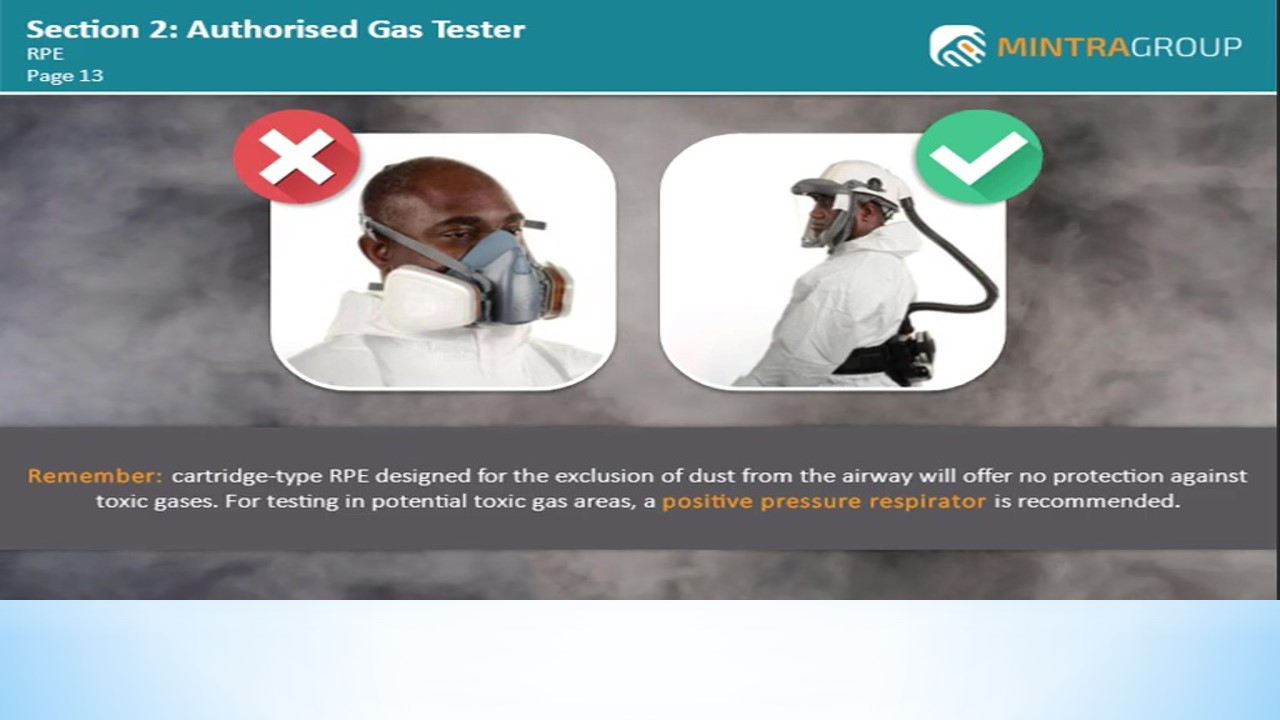 Section 2: Authorised Gas Tester
RPE
Page 13
MINTRAGROUP
Remember: cartridge-type RPE designed for the exclusion of dust from the airway will offer no protection against
toxic gases. For testing in potential toxic gas areas, a positive pressure respirator is recommended.